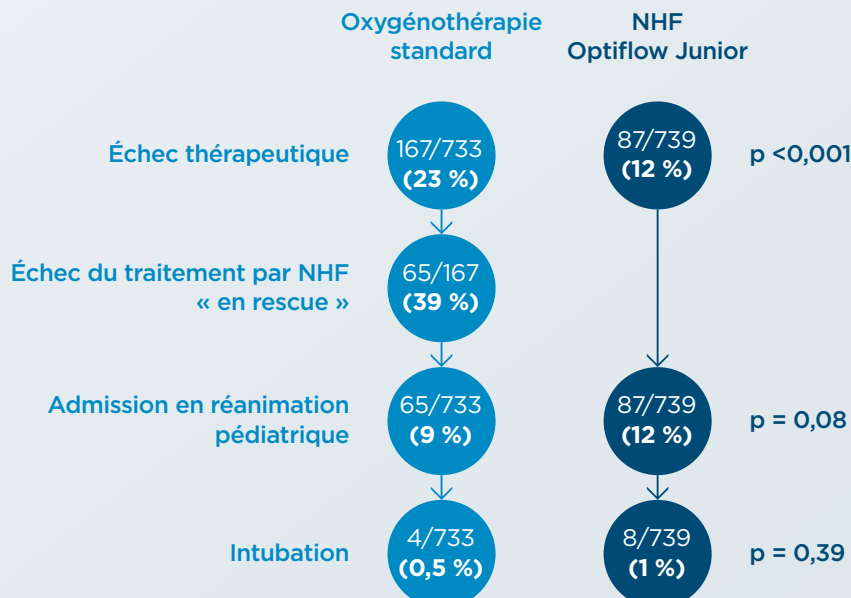 Oxygénothérapie
standard
NHF
Optiflow Junior
Échec thérapeutique
167/733
(23 %)
87/739
(12 %)
p <0,001
Échec du traitement par NHF
« en rescue »
65/167
(39 %)
Admission en réanimation
pédiatrique
65/733
(9 %)
87/739
(12 %)
p = 0,08
Intubation
4/733
(0,5 %)
8/739
(1 %)
p = 0,39